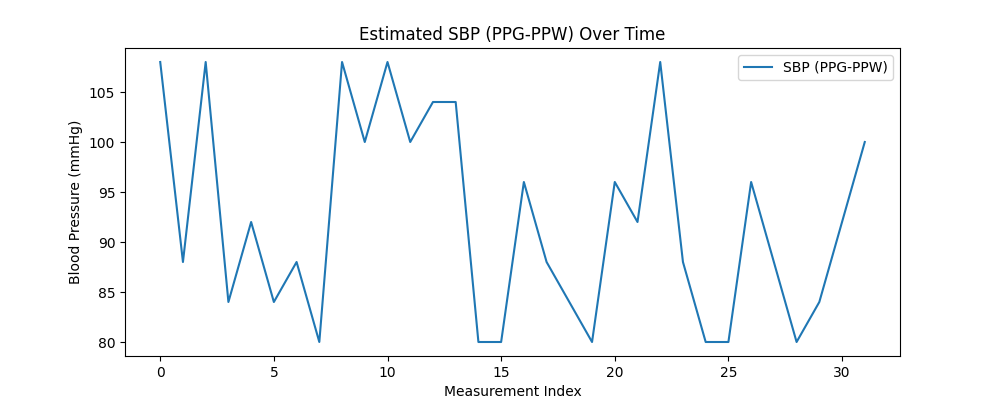 Estimated SBP (PPG-PPW) Over Time
SBP (PPG-PPW)
Blood Pressure (mmHg)
105
100
95
90
85
80
0 5 10 15 20 25 30
Measurement Index